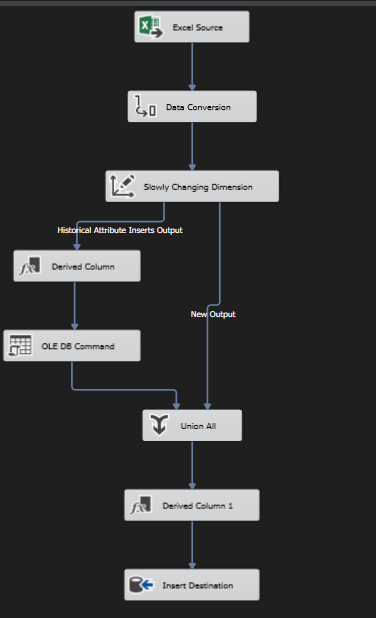 Excel Source
Data Conversion
Slowly Changing Dimension
Historical Attribute Inserts Output
Derived Column
New Output
OLE DB Command
Union All
Derived Column 1
Insert Destination